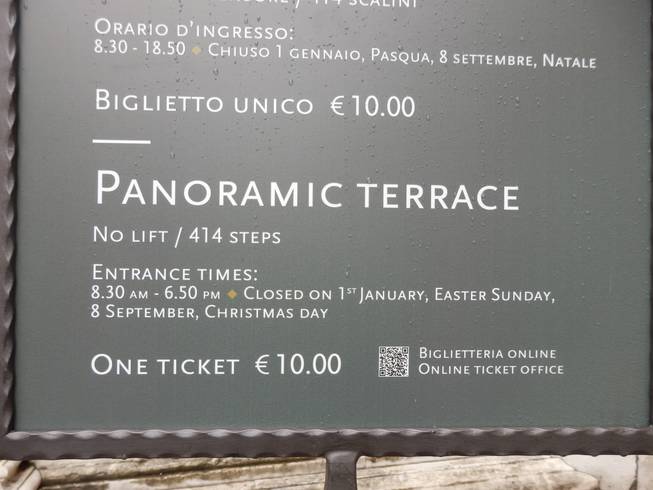 / 414 SCALINI
ORARIO D'INGRESSO:
8.30 - 18.50 ◆ CHIUSO 1 GENNAIO, PASQUA, 8 SETTEMBRE, NATALE
BIGLIETTO UNICO €10.00
PANORAMIC TERRACE
NO LIFT / 414 STEPS
ENTRANCE TIMES:
8.30 AM - 6.50 PM ◆ CLOSED ON 1ST JANUARY, EASTER SUNDAY,
8 SEPTEMBER, CHRISTMAS DAY
ONE TICKET €10.00
BIGLIETTERIA ONLINE
ONLINE TICKET OFFICE